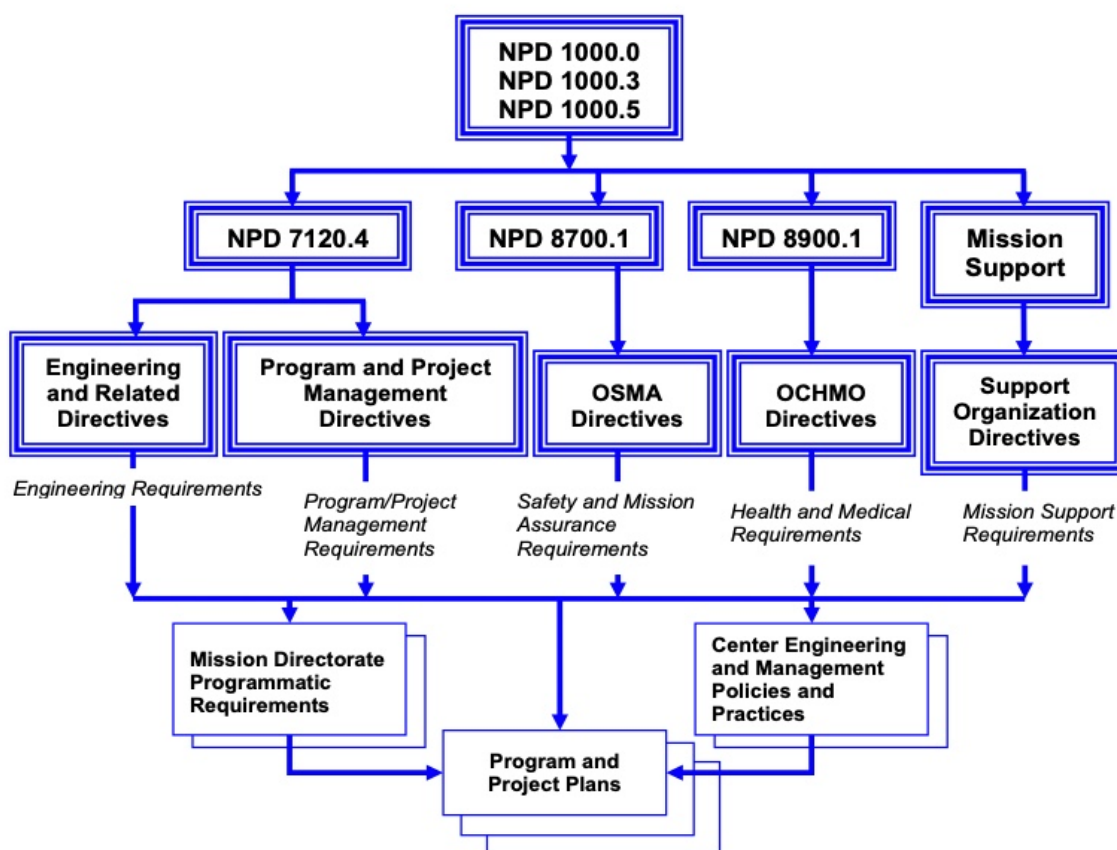 NPD 1000.0
NPD 1000.3
NPD 1000.5
NPD 7120.4
NPD 8700.1
NPD 8900.1
Mission
Support
Engineering
and Related
Directives
Program and Project
Management
Directives
OSMA
Directives
OCHMO
Directives
Support
Organization
Directives
Engineering Requirements
Program/Project
Management
Requirements
Safety and Mission
Assurance
Requirements
Health and Medical
Requirements
Mission Support
Requirements
Mission Directorate
Programmatic
Requirements
Center Engineering
and Management
Policies and
Practices
Program and
Project Plans